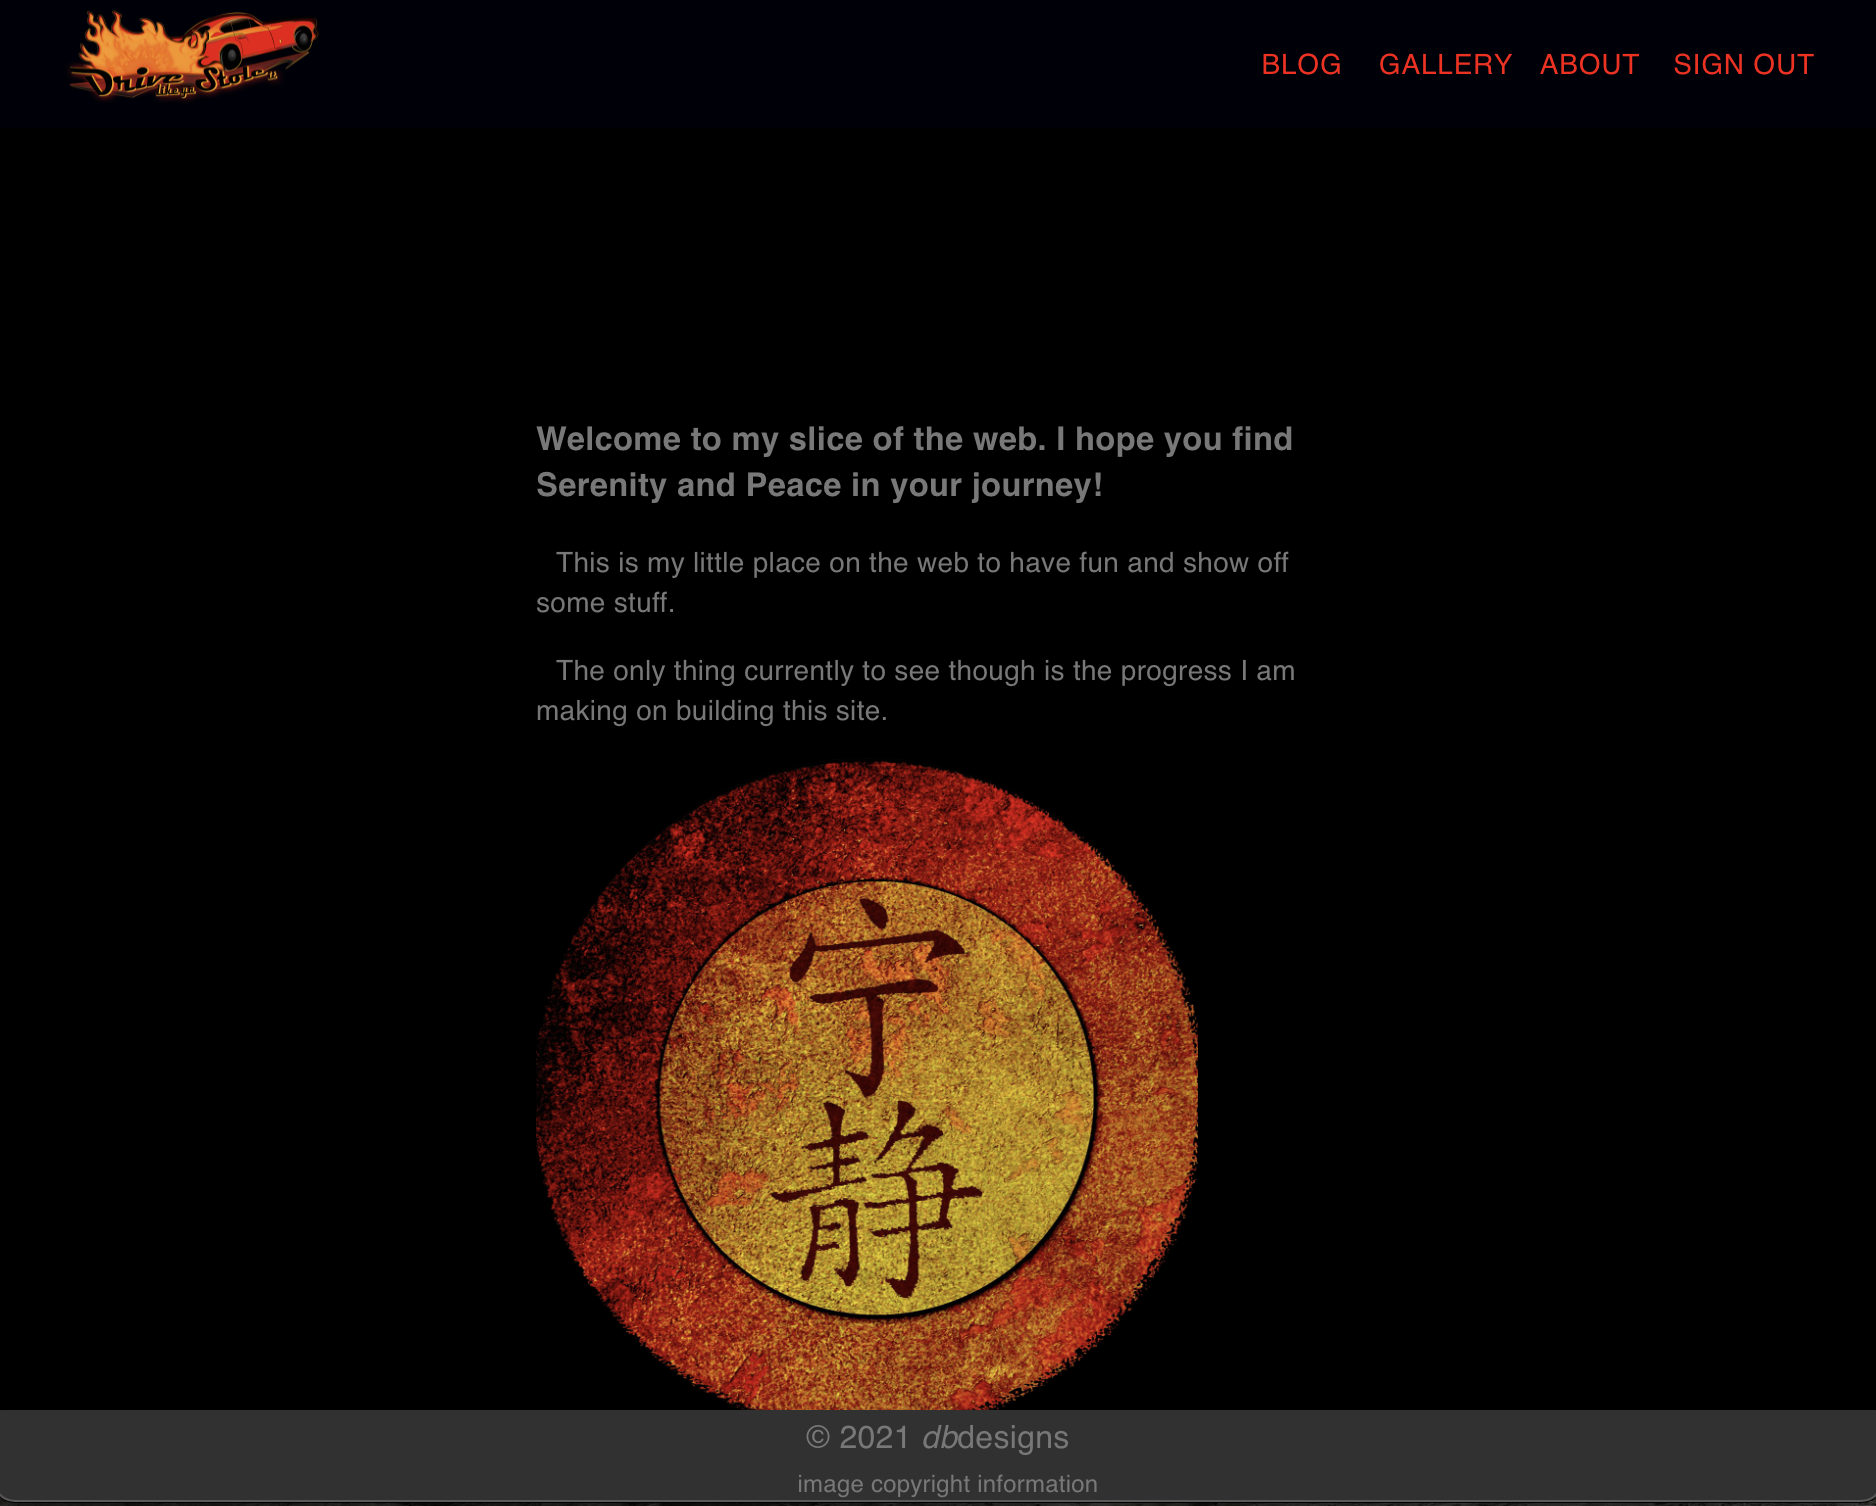 Drive
like ya
Stolen
BLOG GALLERY ABOUT SIGN OUT
Welcome to my slice of the web. I hope you find
Serenity and Peace in your journey!
This is my little place on the web to have fun and show off
some stuff.
The only thing currently to see though is the progress I am
making on building this site.
宁
静
© 2021 dbdesigns
image copyright information